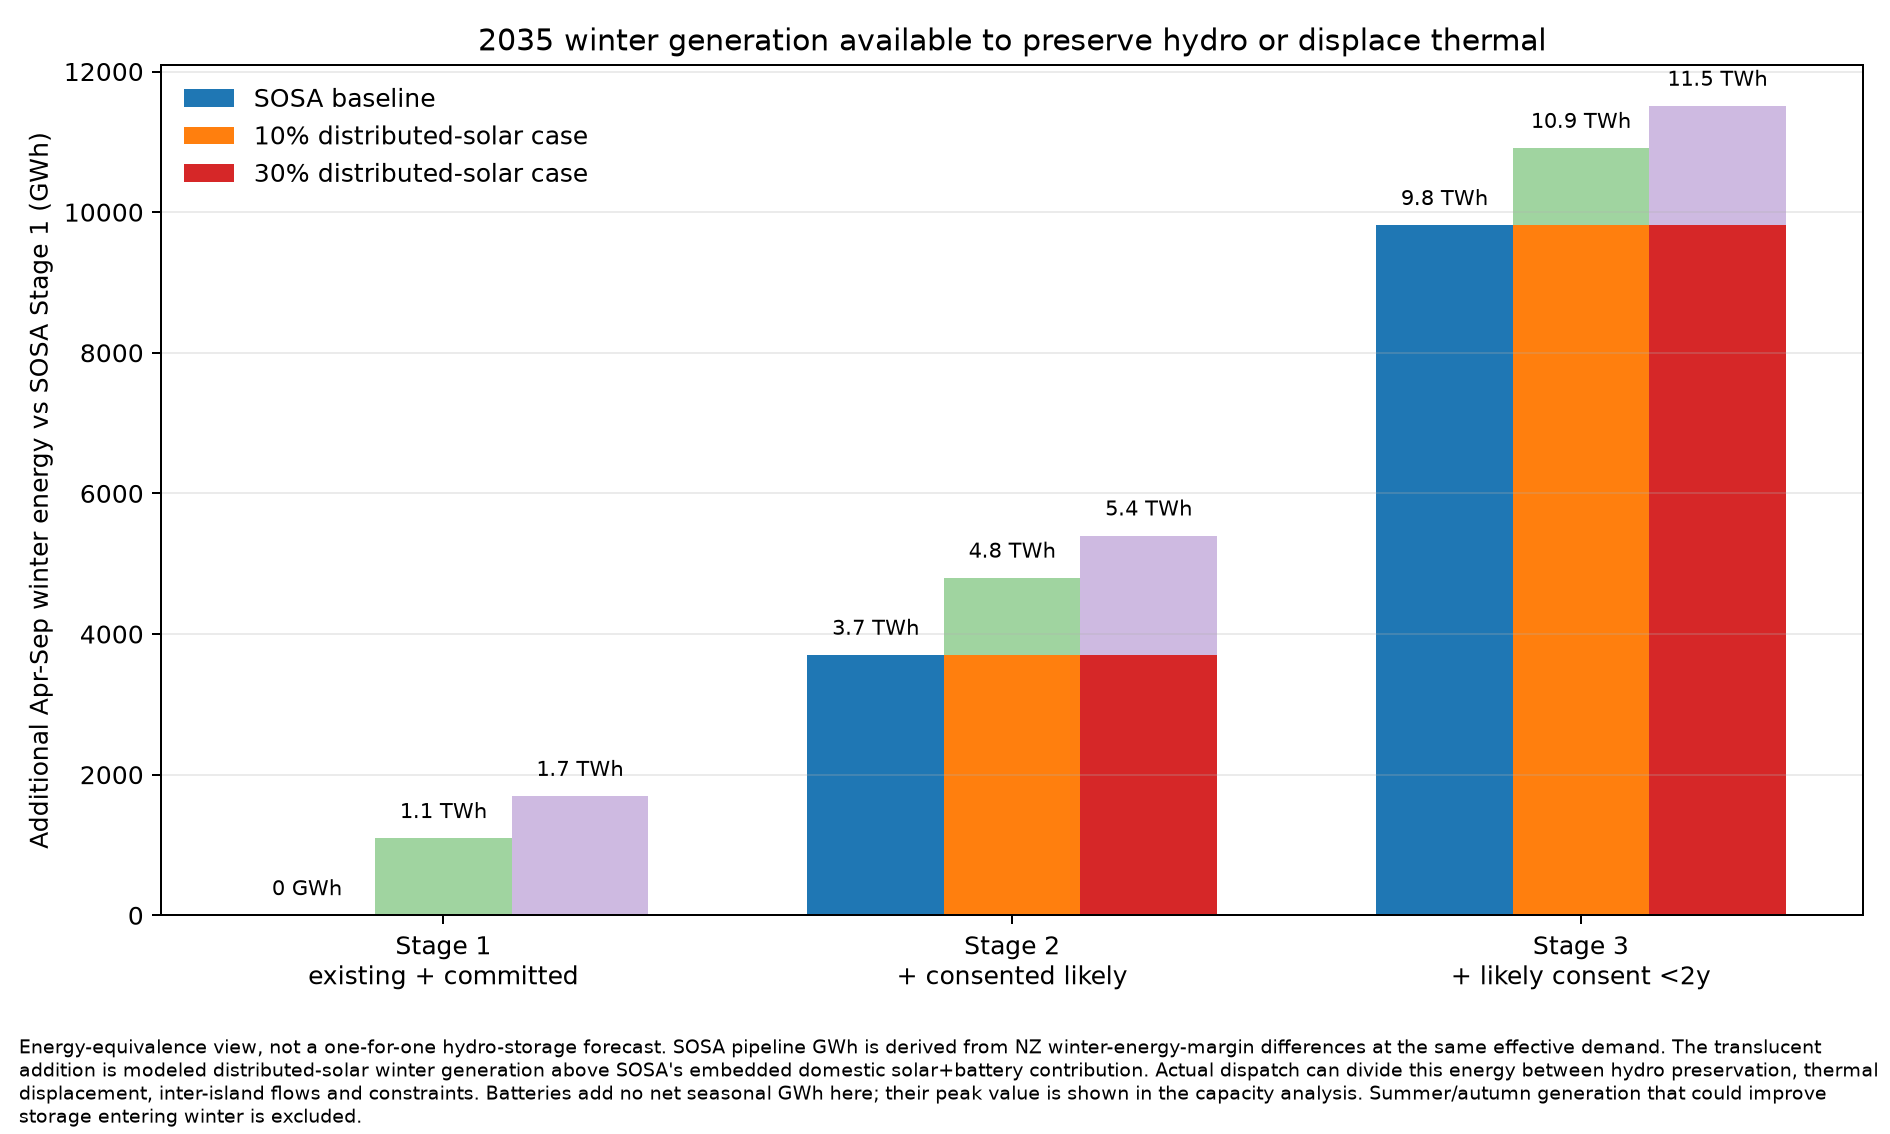 2035 winter generation available to preserve hydro or displace thermal
Additional Apr-Sep winter energy vs SOSA Stage 1 (GWh)
12000
10000
8000
6000
4000
2000
0
SOSA baseline
10% distributed-solar case
30% distributed-solar case
0 GWh
1.1 TWh
1.7 TWh
3.7 TWh
4.8 TWh
5.4 TWh
9.8 TWh
10.9 TWh
11.5 TWh
Stage 1
existing + committed
Stage 2
+ consented likely
Stage 3
+ likely consent <2y
Energy-equivalence view, not a one-for-one hydro-storage forecast. SOSA pipeline GWh is derived from NZ winter-energy-margin differences at the same effective demand. The translucent
addition is modeled distributed-solar winter generation above SOSA's embedded domestic solar+battery contribution. Actual dispatch can divide this energy between hydro preservation, thermal
displacement, inter-island flows and constraints. Batteries add no net seasonal GWh here; their peak value is shown in the capacity analysis. Summer/autumn generation that could improve
storage entering winter is excluded.